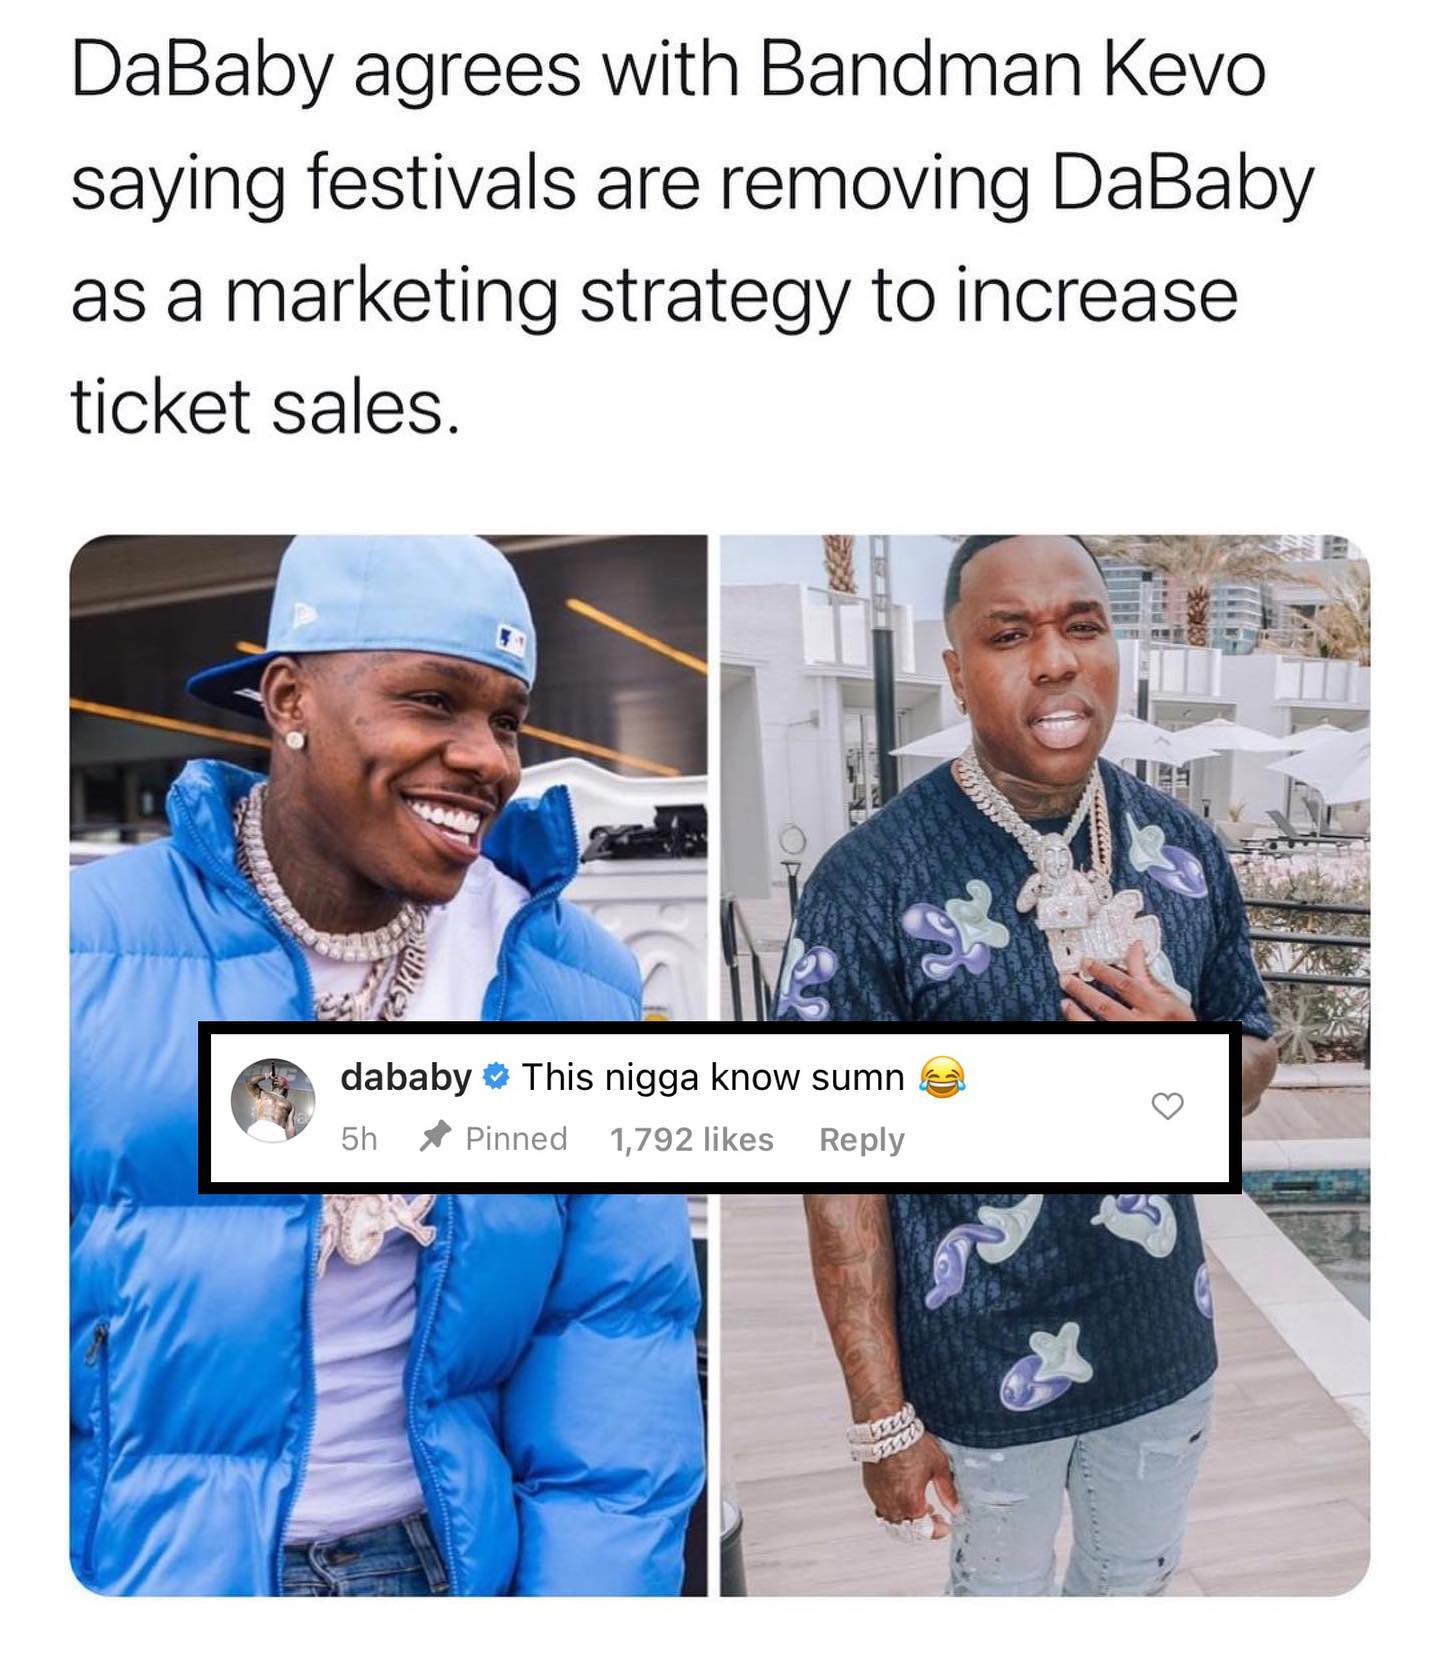 DaBaby agrees with Bandman Kevo
saying festivals are removing DaBaby
as a marketing strategy to increase
ticket sales.
dababy This nigga know sumn 😂
5h Pinned 1,792 likes Reply